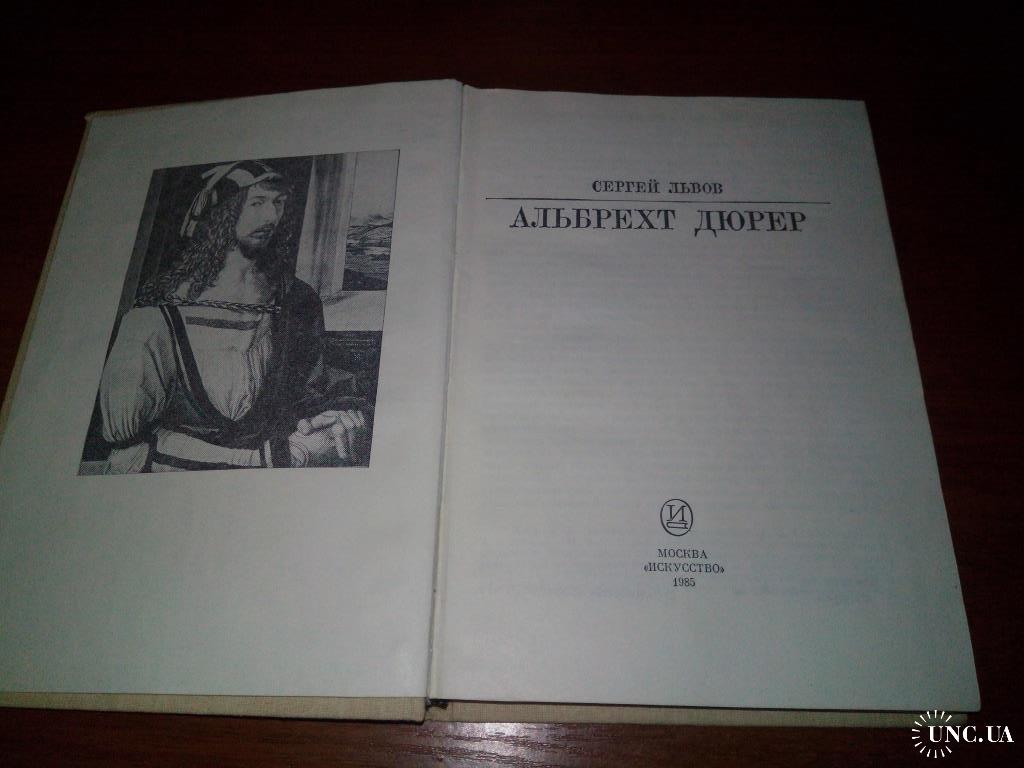 СЕРГЕЙ ЛЬВОВ
АЛЬБРЕХТ ДЮРЕР
И
МОСКВА
«ИСКУССТВО»
1985
UNC.UA